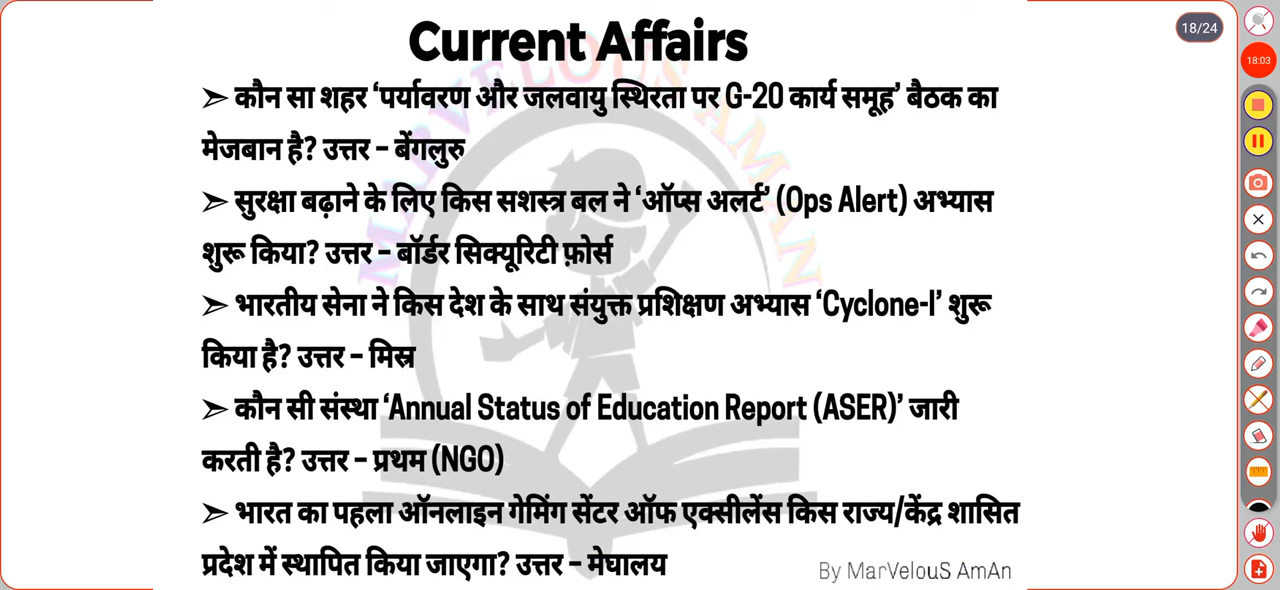 Current Affairs
18/24
18:03
➣ कौन सा शहर ‘पर्यावरण और जलवायु स्थिरता पर G-20 कार्य समूह’ बैठक का
मेजबान है? उत्तर – बेंगलुरु
➣ सुरक्षा बढ़ाने के लिए किस सशस्त्र बल ने ‘ऑप्स अलर्ट’ (Ops Alert) अभ्यास
शुरू किया? उत्तर – बॉर्डर सिक्यूरिटी फ़ोर्स
➣ भारतीय सेना ने किस देश के साथ संयुक्त प्रशिक्षण अभ्यास ‘Cyclone-I’ शुरू
किया है? उत्तर – मिस्र
➣ कौन सी संस्था ‘Annual Status of Education Report (ASER)’ जारी
करती है? उत्तर – प्रथम (NGO)
➣ भारत का पहला ऑनलाइन गेमिंग सेंटर ऑफ एक्सीलेंस किस राज्य/केंद्र शासित
प्रदेश में स्थापित किया जाएगा? उत्तर – मेघालय
By MarVelouS AmAn
MARVELOUS AMAN